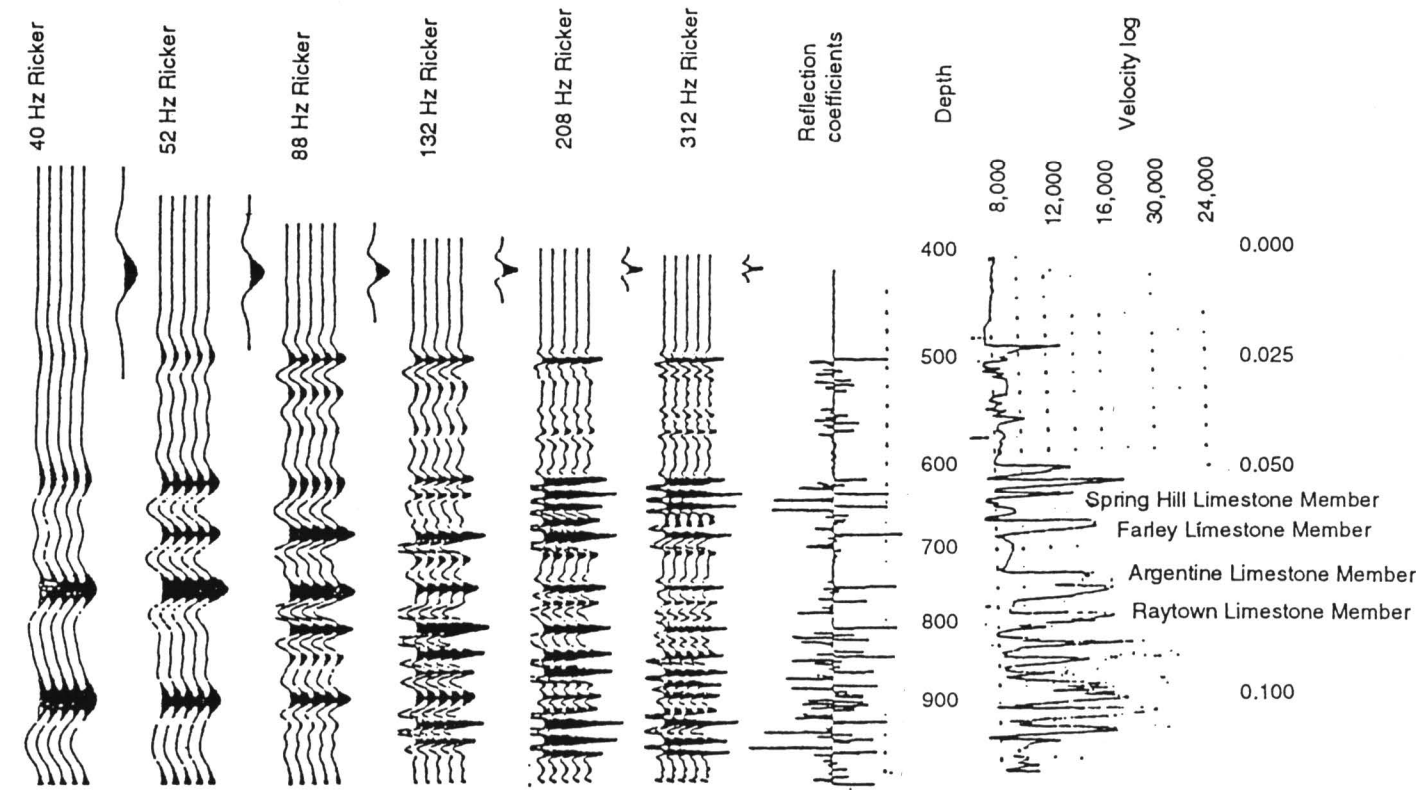 40 Hz Ricker
52 Hz Ricker
88 Hz Ricker
132 Hz Ricker
208 Hz Ricker
312 Hz Ricker
Reflection
coefficients
Depth
Velocity log
8,000
12,000
16,000
30,000
24,000
400
0.000
500
0.025
600
0.050
Spring Hill Limestone Member
Farley Limestone Member
700
Argentine Limestone Member
Raytown Limestone Member
800
0.100
900